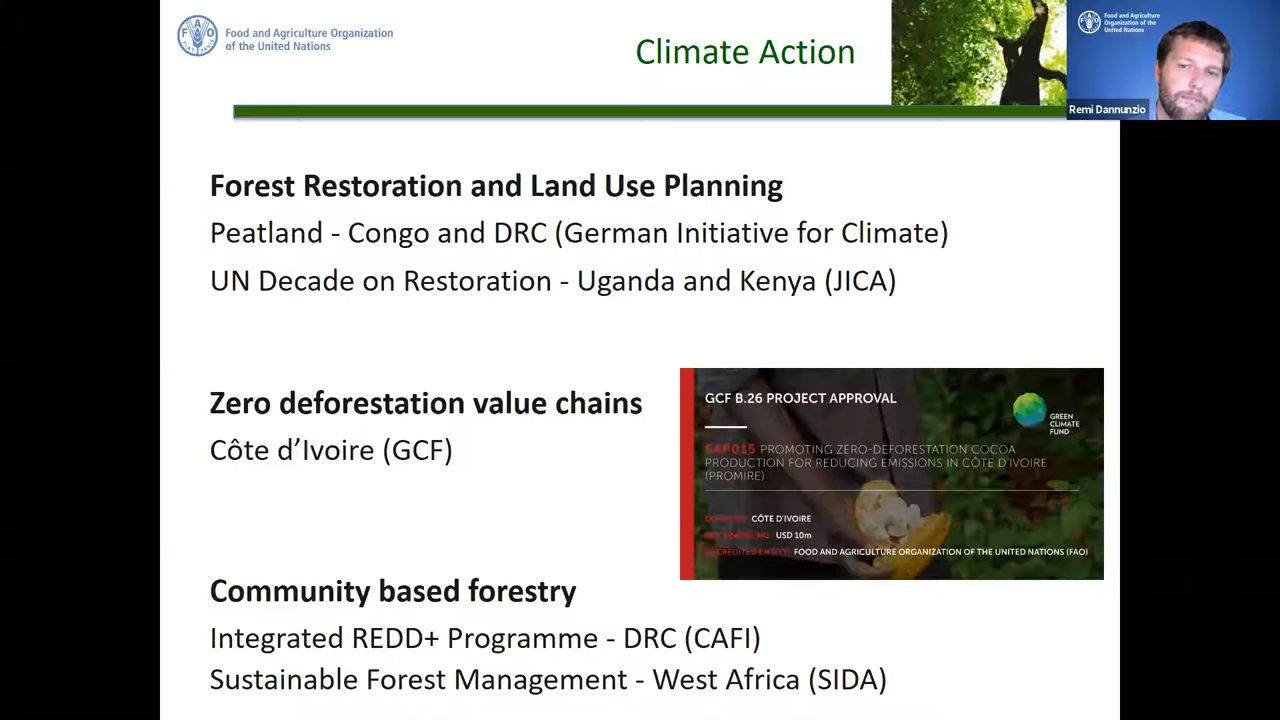 Food and Agriculture Organization
of the United Nations
Climate Action
Food and Agriculture
Organization of the
United Nations
Remi Dannunzio
Forest Restoration and Land Use Planning
Peatland - Congo and DRC (German Initiative for Climate)
UN Decade on Restoration - Uganda and Kenya (JICA)
Zero deforestation value chains
Côte d’Ivoire (GCF)
GCF B.26 PROJECT APPROVAL
GREEN
CLIMATE
FUND
SAP015 PROMOTING ZERO-DEFORESTATION COCOA
PRODUCTION FOR REDUCING EMISSIONS IN CÔTE D'IVOIRE
(PROMIRE)
CÔTE D'IVOIRE
USD 10m
ACCREDITED ENTITY: FOOD AND AGRICULTURE ORGANIZATION OF THE UNITED NATIONS (FAO)
Community based forestry
Integrated REDD+ Programme - DRC (CAFI)
Sustainable Forest Management - West Africa (SIDA)